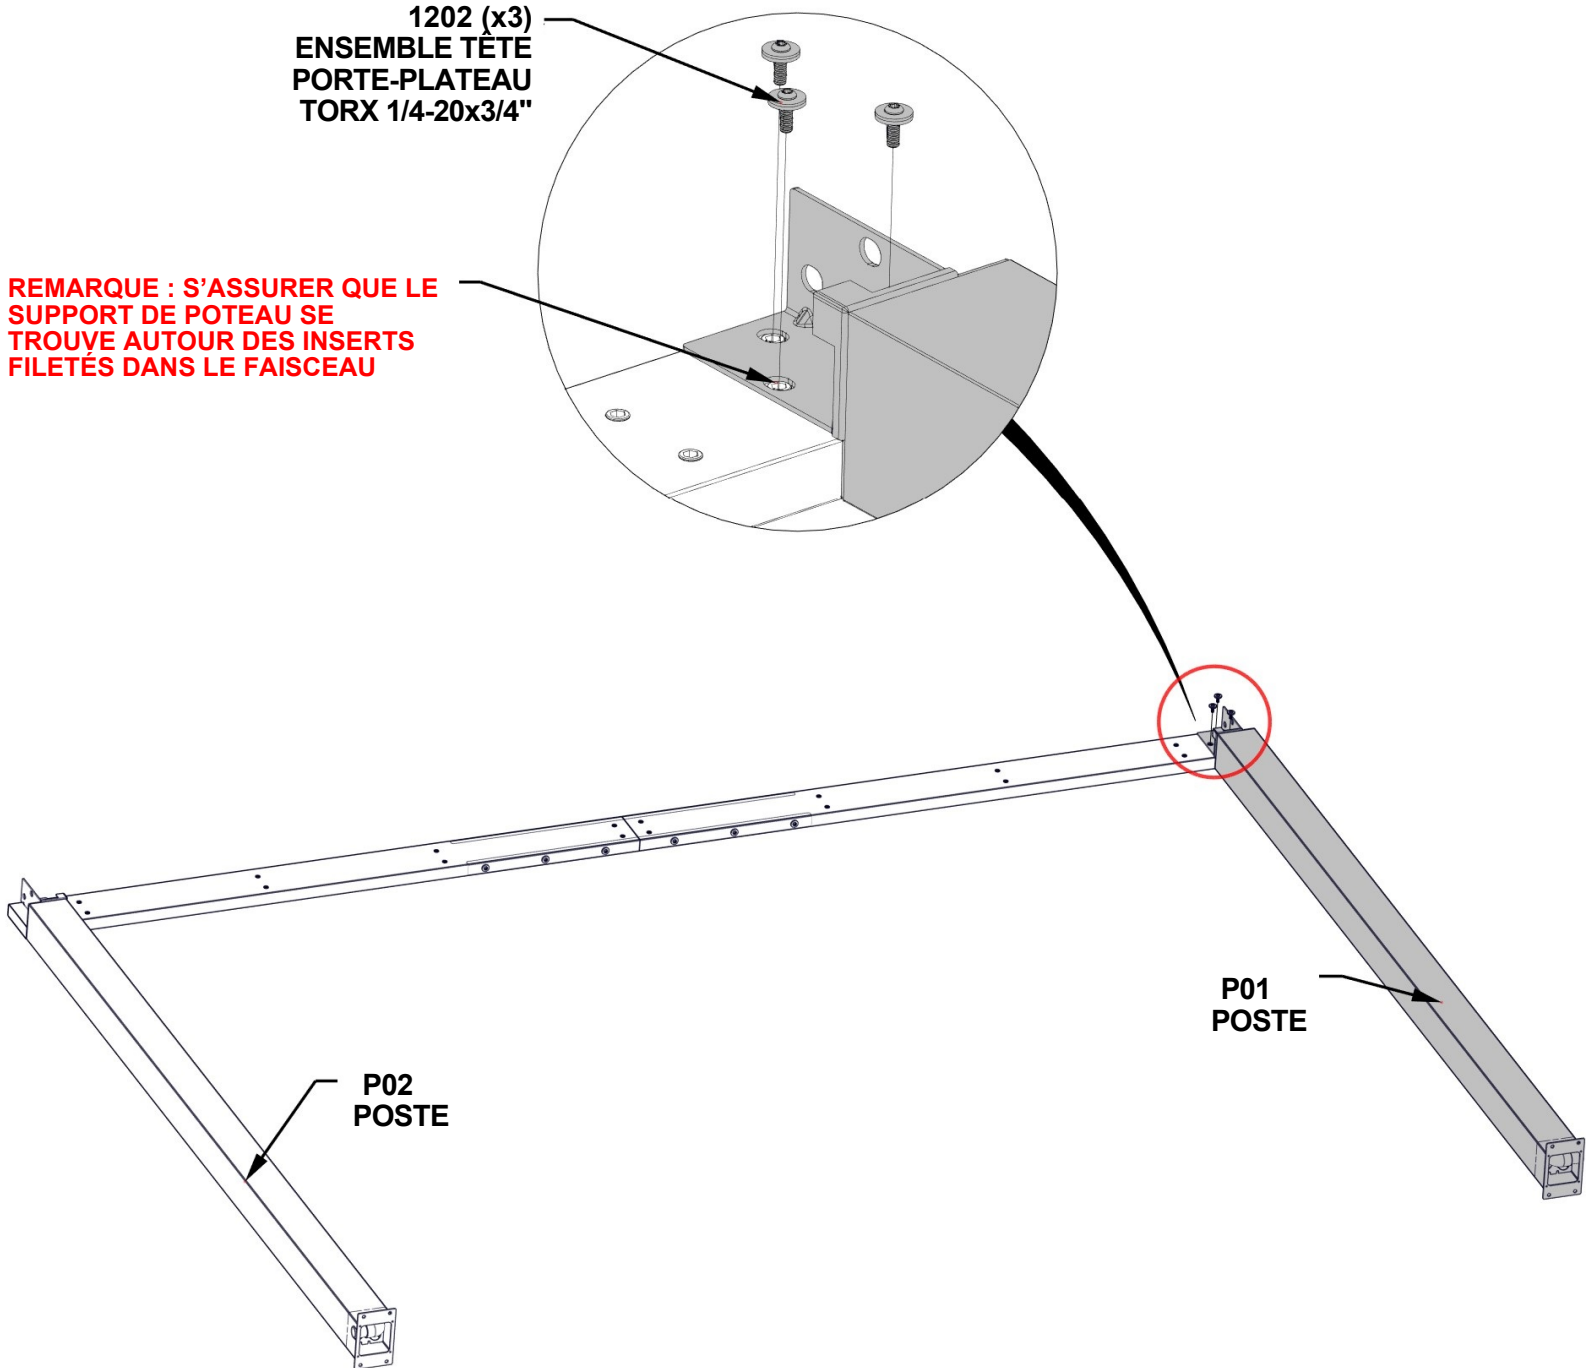 1202 (x3)
ENSEMBLE TÊTE
PORTE-PLATEAU
TORX 1/4-20x3/4"
REMARQUE : S’ASSURER QUE LE
SUPPORT DE POTEAU SE
TROUVE AUTOUR DES INSERTS
FILETÉS DANS LE FAISCEAU
P01
POSTE
P02
POSTE